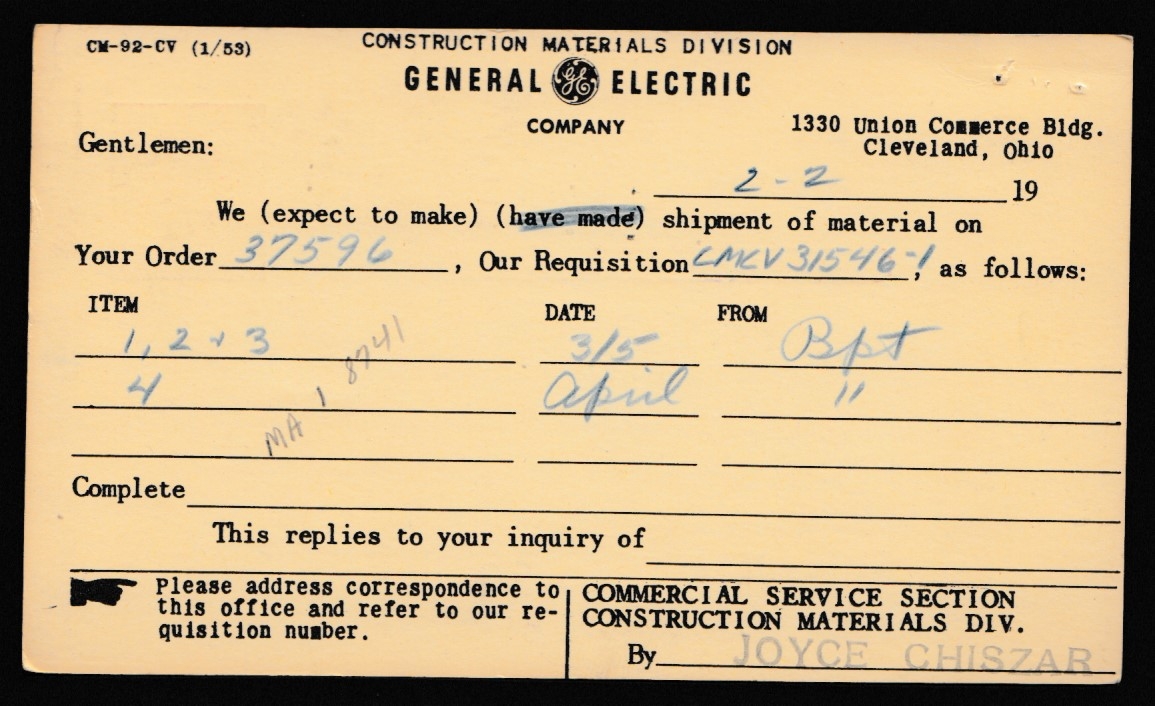 CM-92-CV (1/53)
CONSTRUCTION MATERIALS DIVISION
GENERAL GE ELECTRIC
COMPANY
1330 Union Commerce Bldg.
Cleveland, Ohio
Gentlemen:
2-2 19
We (expect to make) (have made) shipment of material on
Your Order 37596, Our Requisition CMCV31546-1, as follows:
ITEM DATE FROM
1, 2 + 3 3/5 Bpt
4 April "
MA 1 8741
Complete
This replies to your inquiry of
Please address correspondence to
this office and refer to our re-
quisition number.
COMMERCIAL SERVICE SECTION
CONSTRUCTION MATERIALS DIV.
By JOYCE CHISZAR